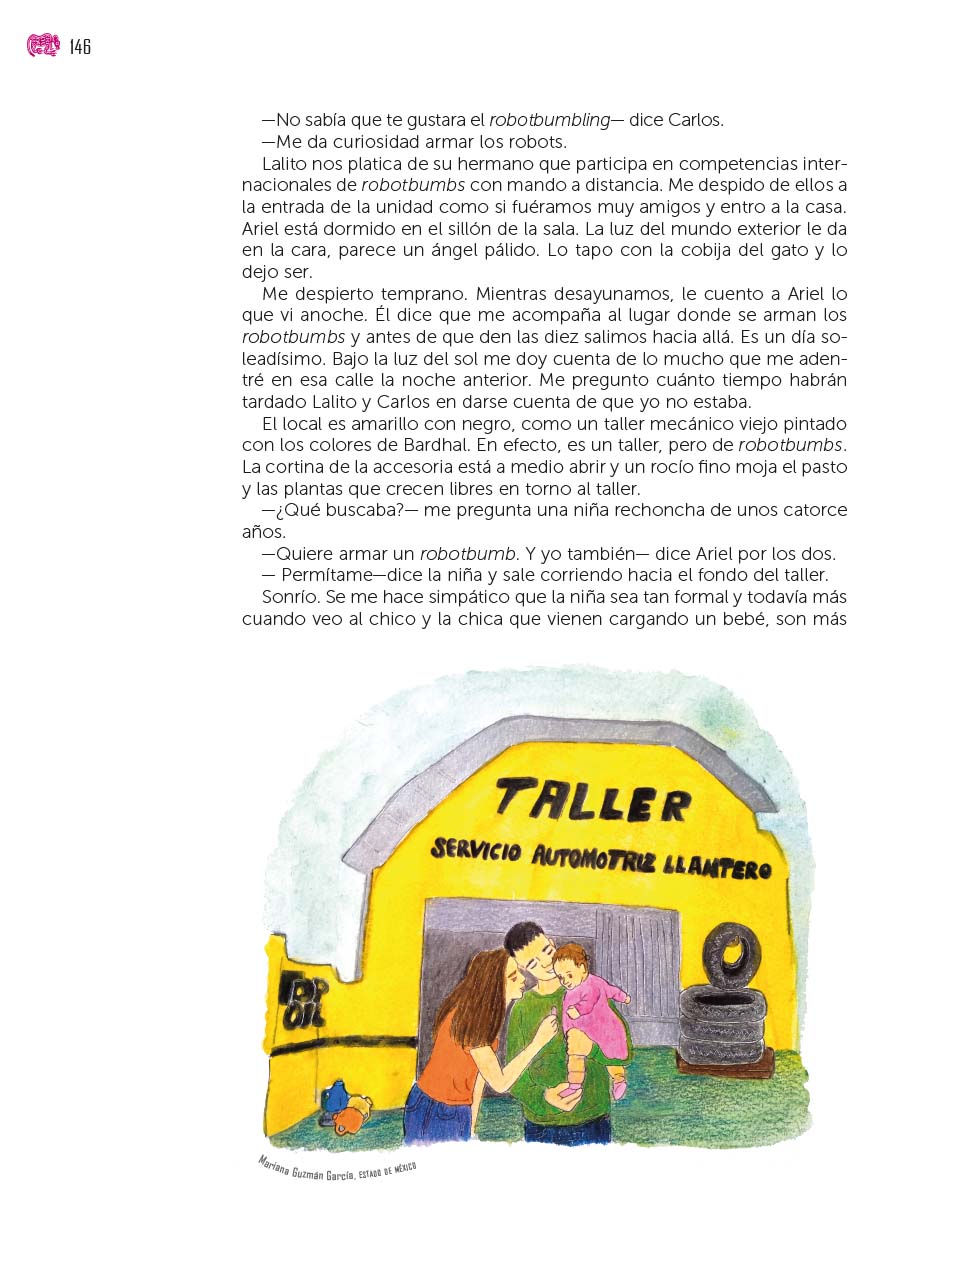 146
—No sabía que te gustara el robotbumbling— dice Carlos.
—Me da curiosidad armar los robots.
Lalito nos platica de su hermano que participa en competencias inter-
nacionales de robotbumbs con mando a distancia. Me despido de ellos a
la entrada de la unidad como si fuéramos muy amigos y entro a la casa.
Ariel está dormido en el sillón de la sala. La luz del mundo exterior le da
en la cara, parece un ángel pálido. Lo tapo con la cobija del gato y lo
dejo ser.
Me despierto temprano. Mientras desayunamos, le cuento a Ariel lo
que vi anoche. Él dice que me acompaña al lugar donde se arman los
robotbumbs y antes de que den las diez salimos hacia allá. Es un día so-
leadísimo. Bajo la luz del sol me doy cuenta de lo mucho que me aden-
tré en esa calle la noche anterior. Me pregunto cuánto tiempo habrán
tardado Lalito y Carlos en darse cuenta de que yo no estaba.
El local es amarillo con negro, como un taller mecánico viejo pintado
con los colores de Bardhal. En efecto, es un taller, pero de robotbumbs.
La cortina de la accesoria está a medio abrir y un rocío fino moja el pasto
y las plantas que crecen libres en torno al taller.
—¿Qué buscaba?— me pregunta una niña rechoncha de unos catorce
años.
—Quiere armar un robotbumb. Y yo también— dice Ariel por los dos.
— Permítame—dice la niña y sale corriendo hacia el fondo del taller.
Sonrío. Se me hace simpático que la niña sea tan formal y todavía más
cuando veo al chico y la chica que vienen cargando un bebé, son más
TALLER
SERVICIO AUTOMOTRIZ LLANTERO
OIL
Mariana Guzmán García, ESTADO DE MÉXICO